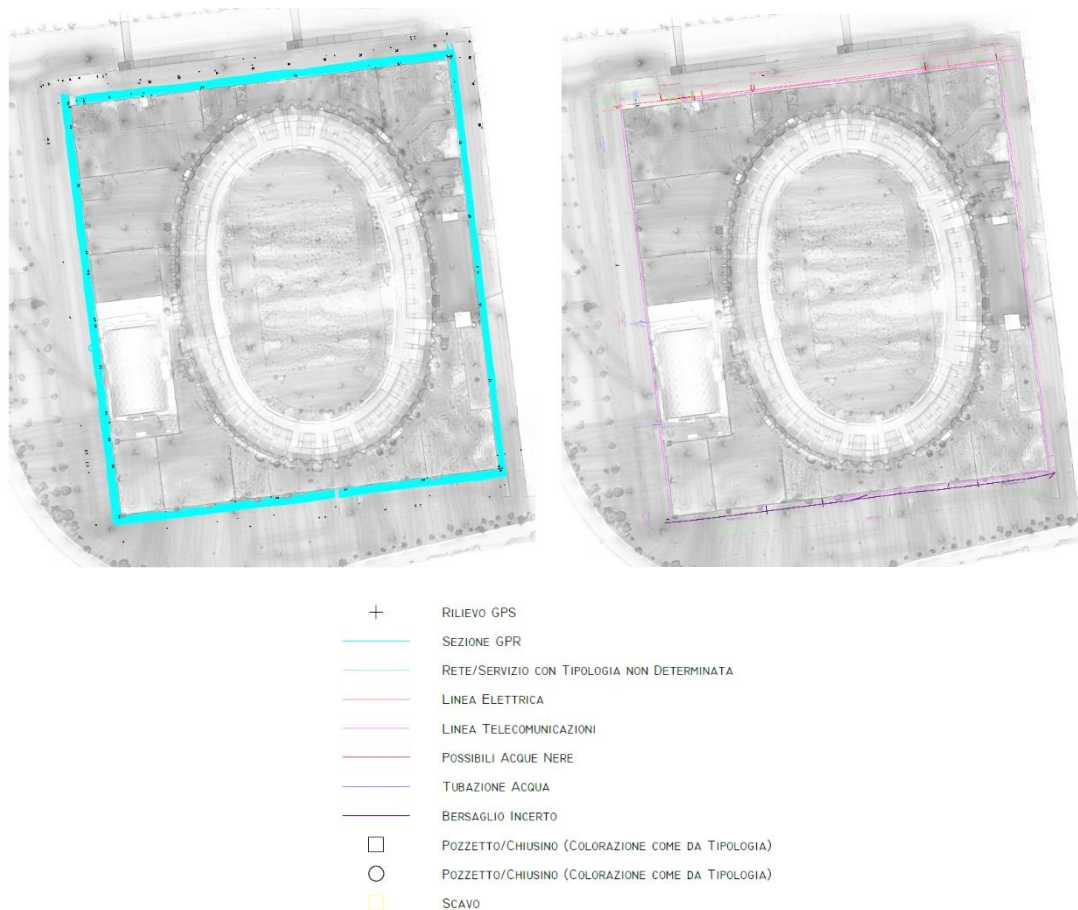 RILIEVO GPS
SEZIONE GPR
RETE/SERVIZIO CON TIPOLOGIA NON DETERMINATA
LINEA ELETTRICA
LINEA TELECOMUNICAZIONI
POSSIBILI ACQUE NERE
TUBAZIONE ACQUA
BERSAGLIO INCERTO
POZZETTO/CHIUSINO (COLORAZIONE COME DA TIPOLOGIA)
POZZETTO/CHIUSINO (COLORAZIONE COME DA TIPOLOGIA)
SCAVO